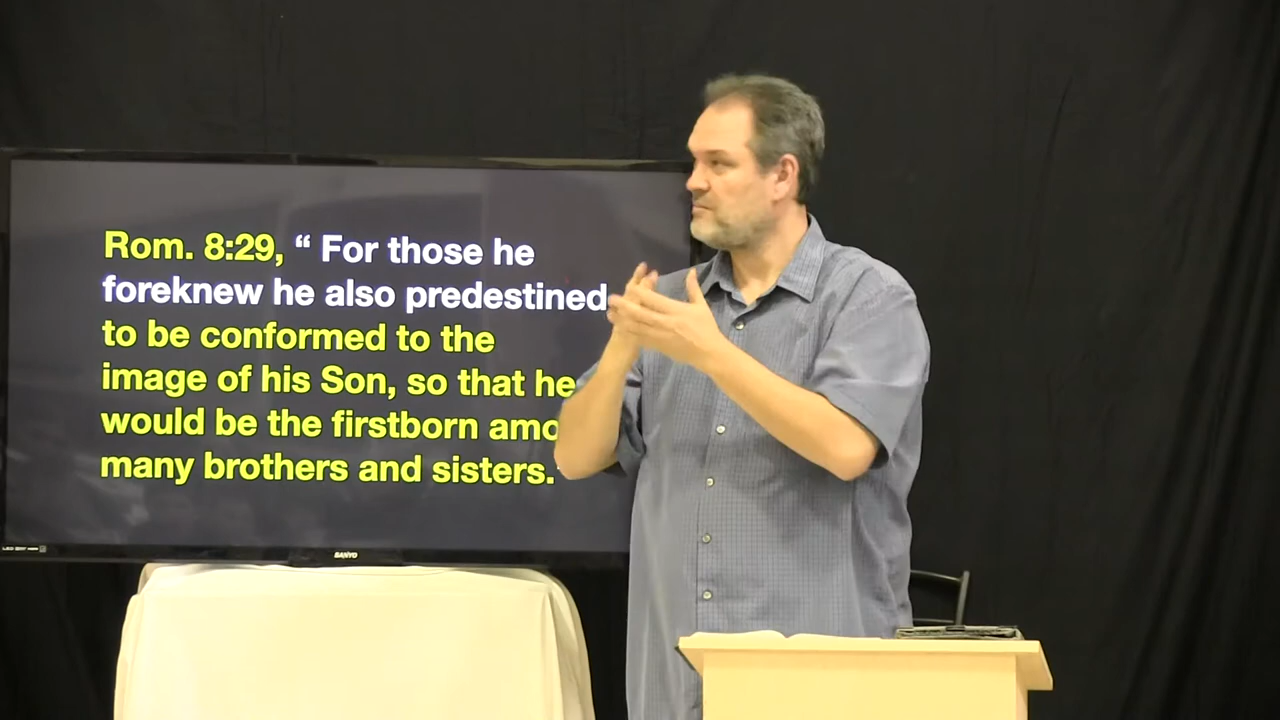 Rom. 8:29, “ For those he
foreknew he also predestined
to be conformed to the
image of his Son, so that he
would be the firstborn amo
many brothers and sisters.
SANYO